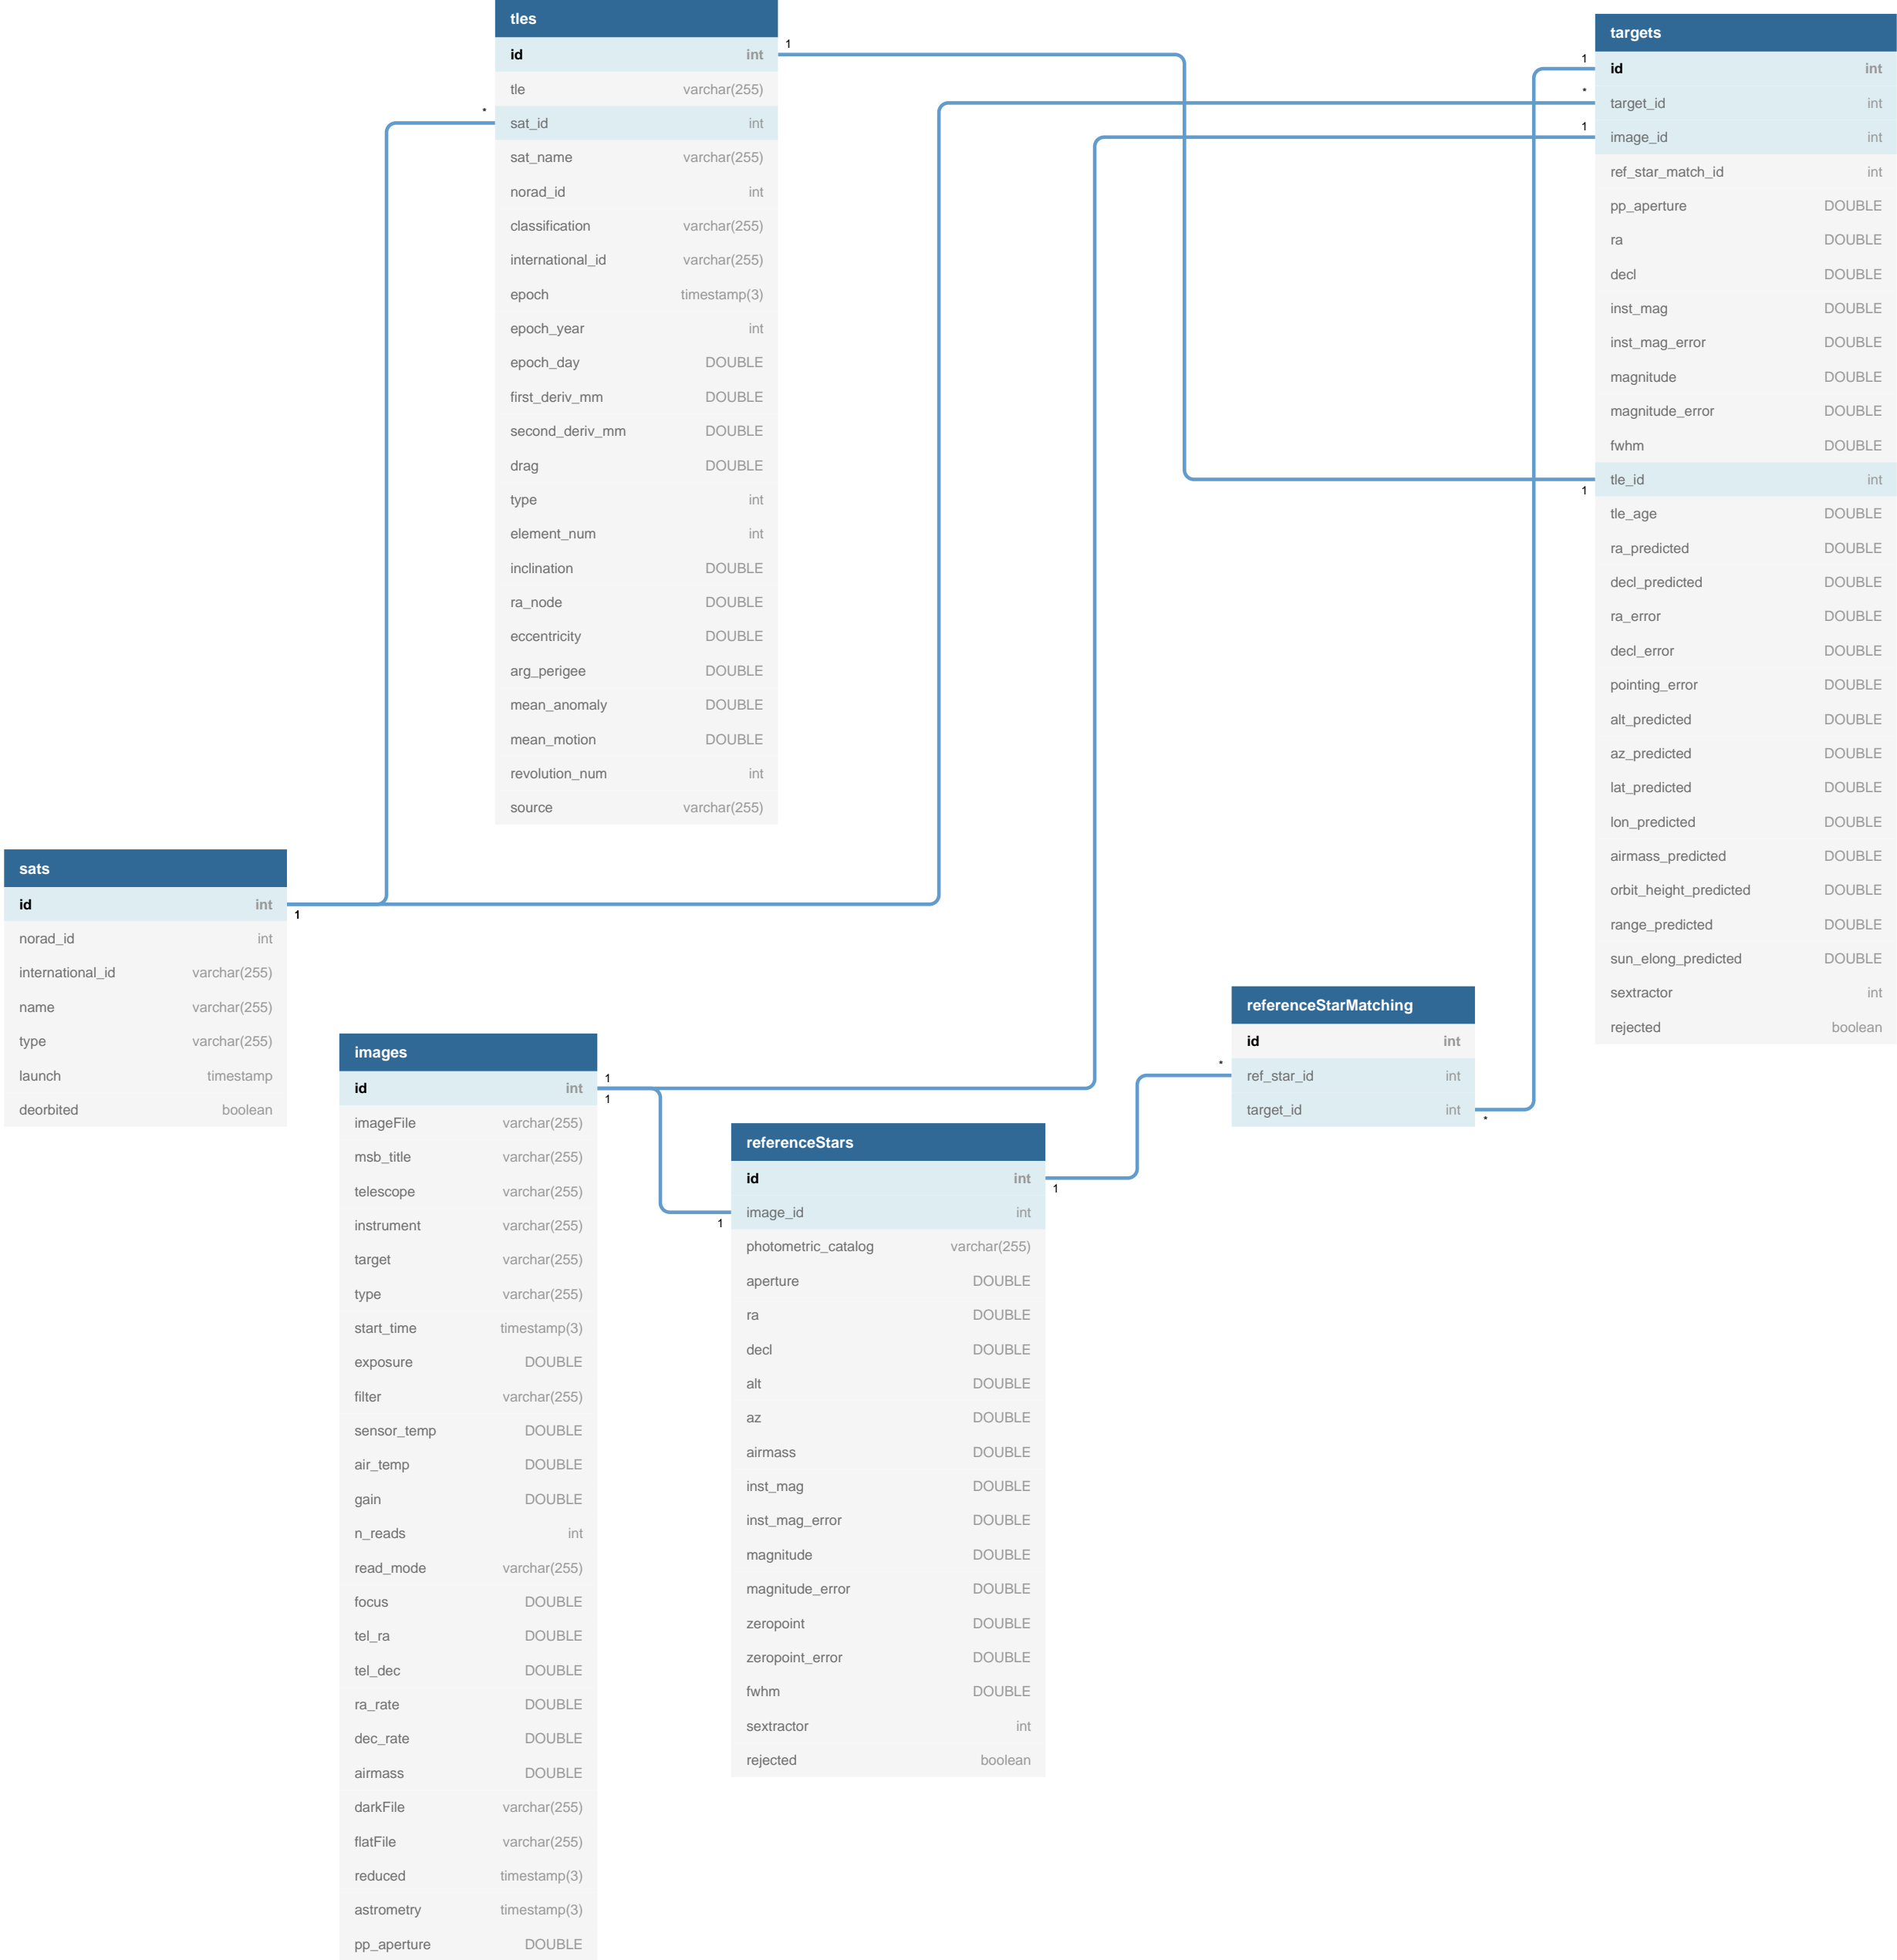 tles
id int
tle varchar(255)
sat_id int
sat_name varchar(255)
norad_id int
classification varchar(255)
international_id varchar(255)
epoch timestamp(3)
epoch_year int
epoch_day DOUBLE
first_deriv_mm DOUBLE
second_deriv_mm DOUBLE
drag DOUBLE
type int
element_num int
inclination DOUBLE
ra_node DOUBLE
eccentricity DOUBLE
arg_perigee DOUBLE
mean_anomaly DOUBLE
mean_motion DOUBLE
revolution_num int
source varchar(255)
1
*
targets
id int
target_id int
image_id int
ref_star_match_id int
pp_aperture DOUBLE
ra DOUBLE
decl DOUBLE
inst_mag DOUBLE
inst_mag_error DOUBLE
magnitude DOUBLE
magnitude_error DOUBLE
fwhm DOUBLE
tle_id int
tle_age DOUBLE
ra_predicted DOUBLE
decl_predicted DOUBLE
ra_error DOUBLE
decl_error DOUBLE
pointing_error DOUBLE
alt_predicted DOUBLE
az_predicted DOUBLE
lat_predicted DOUBLE
lon_predicted DOUBLE
airmass_predicted DOUBLE
orbit_height_predicted DOUBLE
range_predicted DOUBLE
sun_elong_predicted DOUBLE
sextractor int
rejected boolean
1
*
1
1
sats
id int
norad_id int
international_id varchar(255)
name varchar(255)
type varchar(255)
launch timestamp
deorbited boolean
1
images
id int
imageFile varchar(255)
msb_title varchar(255)
telescope varchar(255)
instrument varchar(255)
target varchar(255)
type varchar(255)
start_time timestamp(3)
exposure DOUBLE
filter varchar(255)
sensor_temp DOUBLE
air_temp DOUBLE
gain DOUBLE
n_reads int
read_mode varchar(255)
focus DOUBLE
tel_ra DOUBLE
tel_dec DOUBLE
ra_rate DOUBLE
dec_rate DOUBLE
airmass DOUBLE
darkFile varchar(255)
flatFile varchar(255)
reduced timestamp(3)
astrometry timestamp(3)
pp_aperture DOUBLE
1
1
referenceStars
id int
image_id int
photometric_catalog varchar(255)
aperture DOUBLE
ra DOUBLE
decl DOUBLE
alt DOUBLE
az DOUBLE
airmass DOUBLE
inst_mag DOUBLE
inst_mag_error DOUBLE
magnitude DOUBLE
magnitude_error DOUBLE
zeropoint DOUBLE
zeropoint_error DOUBLE
fwhm DOUBLE
sextractor int
rejected boolean
1
1
referenceStarMatching
id int
ref_star_id int
target_id int
*
*